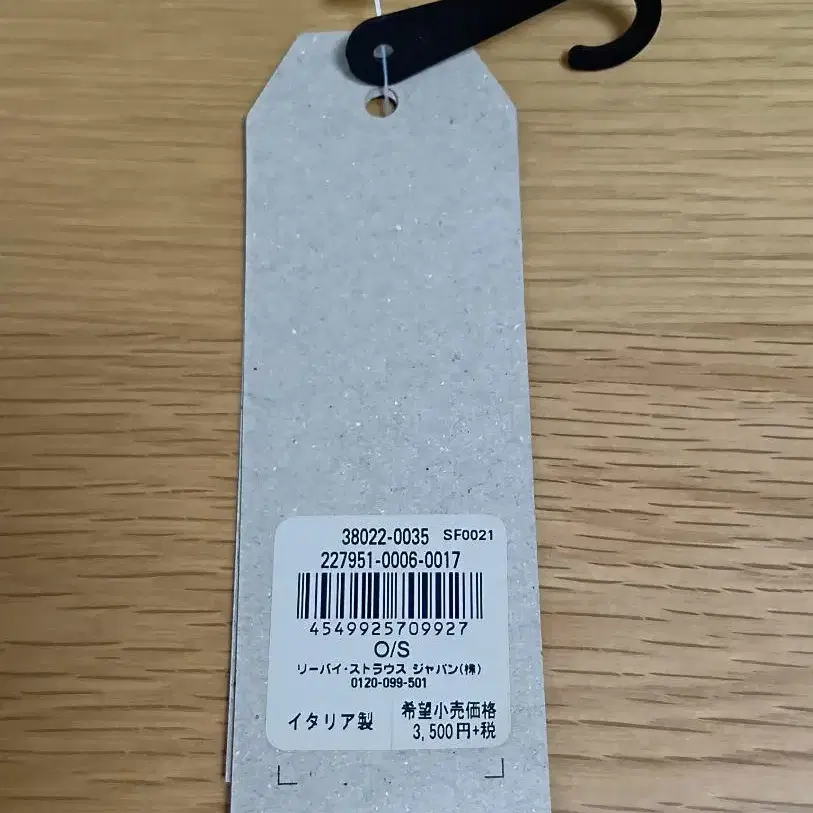 38022-0035 SF0021
227951-0006-0017
4549925709927
O/S
リーバイ・ストラウス ジャパン(株)
0120-099-501
イタリア製
希望小売価格
3,500円+税